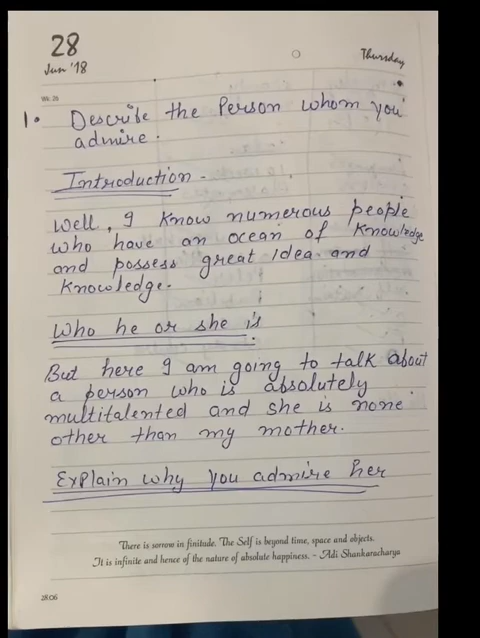 28
Jun '18
Thursday
Wk 26
1. Describe the Person whom you
admire.
Introduction -
Well, I know numerous people
who have an ocean of knowledge
and possess great idea and
knowledge.
Who he or she is
But here I am going to talk about
a person who is absolutely
multitalented and she is none
other than my mother.
Explain why you admire her
There is sorrow in finitude. The Self is beyond time, space and objects.
It is infinite and hence of the nature of absolute happiness. ~ Adi Shankaracharya
28.06